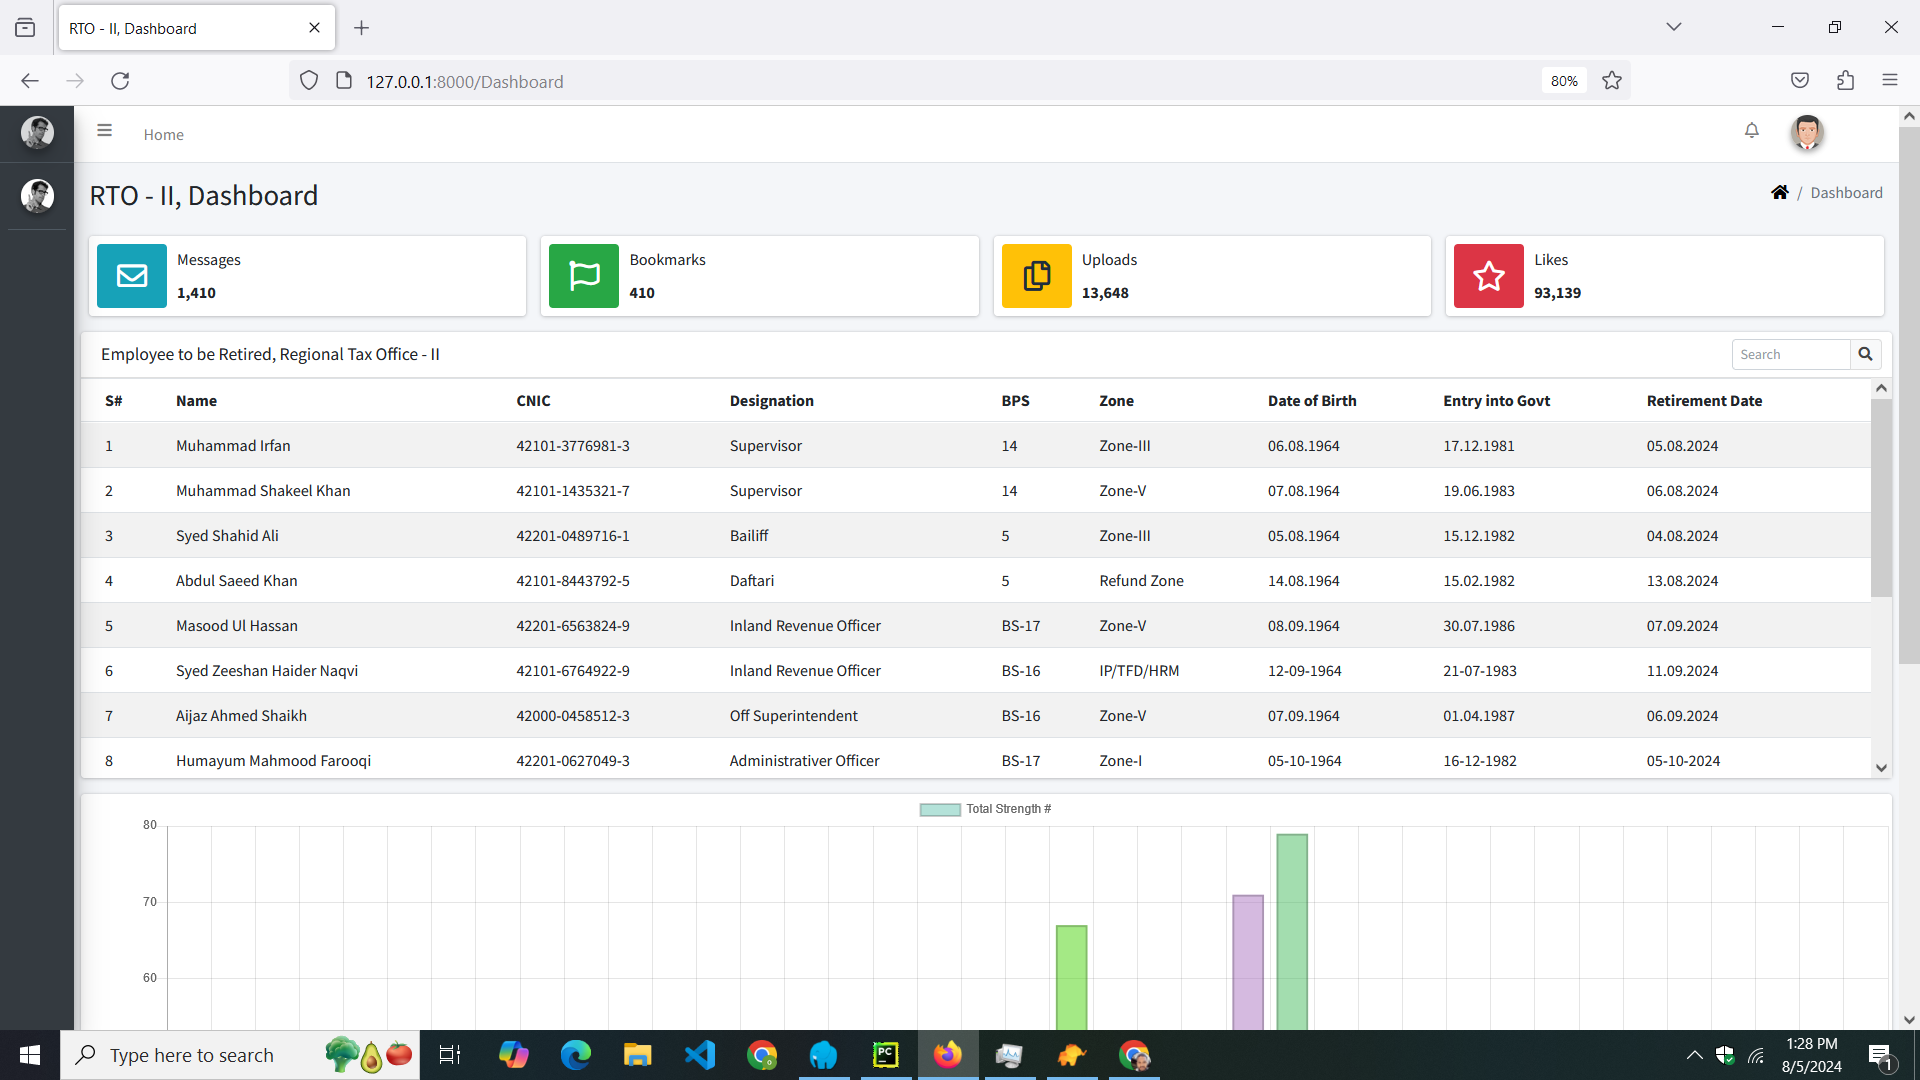 RTO - II, Dashboard
127.0.0.1:8000/Dashboard
80%
Home
RTO - II, Dashboard
/ Dashboard
Messages
1,410
Bookmarks
410
Uploads
13,648
Likes
93,139
Employee to be Retired, Regional Tax Office - II
Search
S# Name CNIC Designation BPS Zone Date of Birth Entry into Govt Retirement Date
1 Muhammad Irfan 42101-3776981-3 Supervisor 14 Zone-III 06.08.1964 17.12.1981 05.08.2024
2 Muhammad Shakeel Khan 42101-1435321-7 Supervisor 14 Zone-V 07.08.1964 19.06.1983 06.08.2024
3 Syed Shahid Ali 42201-0489716-1 Bailiff 5 Zone-III 05.08.1964 15.12.1982 04.08.2024
4 Abdul Saeed Khan 42101-8443792-5 Daftari 5 Refund Zone 14.08.1964 15.02.1982 13.08.2024
5 Masood Ul Hassan 42201-6563824-9 Inland Revenue Officer BS-17 Zone-V 08.09.1964 30.07.1986 07.09.2024
6 Syed Zeeshan Haider Naqvi 42101-6764922-9 Inland Revenue Officer BS-16 IP/TFD/HRM 12-09-1964 21-07-1983 11.09.2024
7 Aijaz Ahmed Shaikh 42000-0458512-3 Off Superintendent BS-16 Zone-V 07.09.1964 01.04.1987 06.09.2024
8 Humayum Mahmood Farooqi 42201-0627049-3 Administrativer Officer BS-17 Zone-I 05-10-1964 16-12-1982 05-10-2024
Total Strength #
80
70
60
Type here to search
PC
1:28 PM
8/5/2024
1